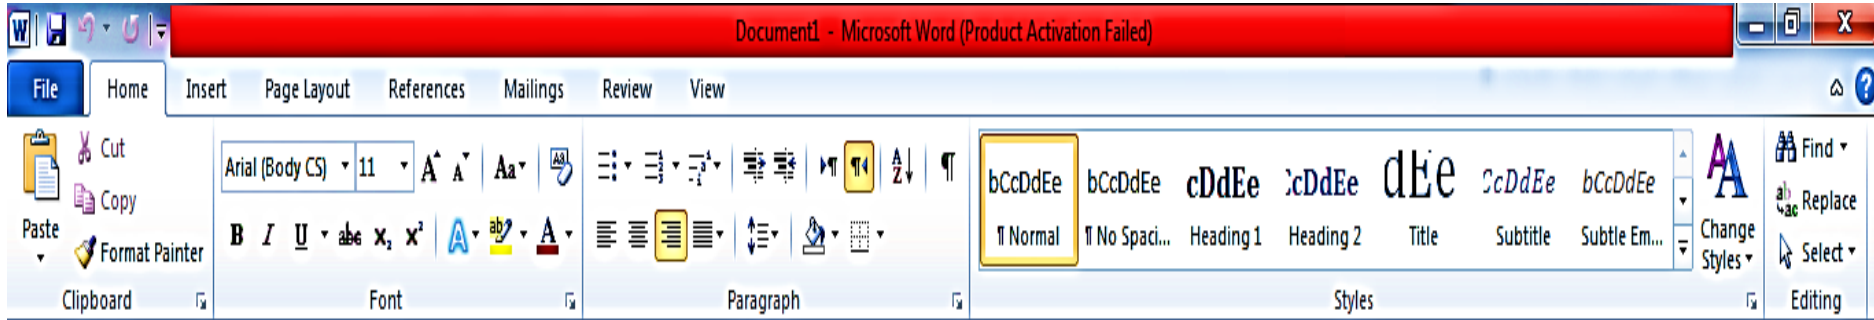 Document1 - Microsoft Word (Product Activation Failed)
File Home Insert Page Layout References Mailings Review View
Cut
Copy
Format Painter
Paste
Clipboard
Arial (Body CS) 11 A A Aa
B I U abc X₂ X² A ab A
Font
A Z ¶
Paragraph
bCcDdEe bCcDdEe cDdEe cDdEe dEe CcDdEe bCcDdEe
¶ Normal ¶ No Spaci... Heading 1 Heading 2 Title Subtitle Subtle Em...
Change Styles
Styles
Find
Replace
Select
Editing